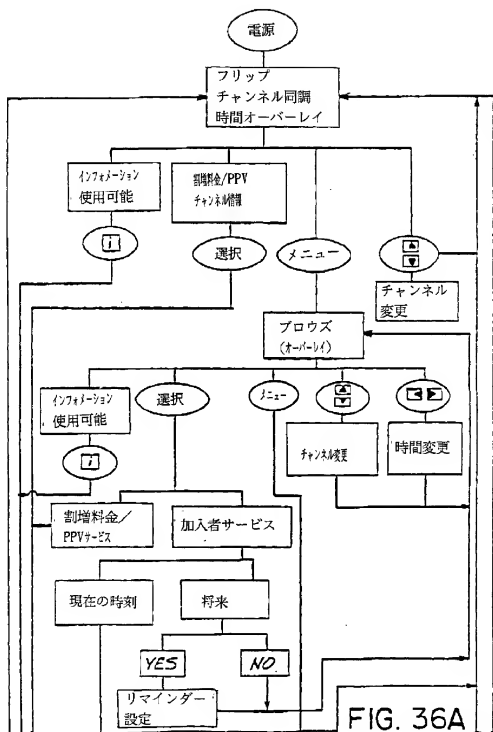 電源
フリップ
チャンネル同調
時間オーバーレイ
インフォメーション
使用可能
割増料金/PPV
チャンネル情報
i
選択
メニュー
チャンネル
変更
ブロウズ
(オーバーレイ)
インフォメーション
使用可能
選択
メニュー
i
チャンネル変更
時間変更
割増料金/
PPVサービス
加入者サービス
現在の時刻
将来
YES
NO
リマインダー
設定
FIG. 36A